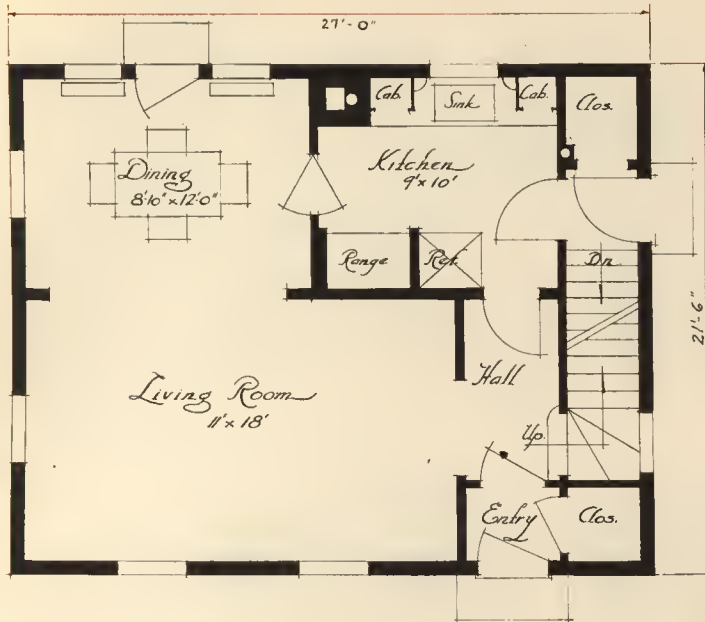 27'-0"
Cab.
Sink
Cab.
Clos.
Dining
8'-10" x 12'-0"
Kitchen
9' x 10'
Range
Ref.
Dn.
21'-6"
Living Room
11' x 18'
Hall
Up.
Entry
Clos.